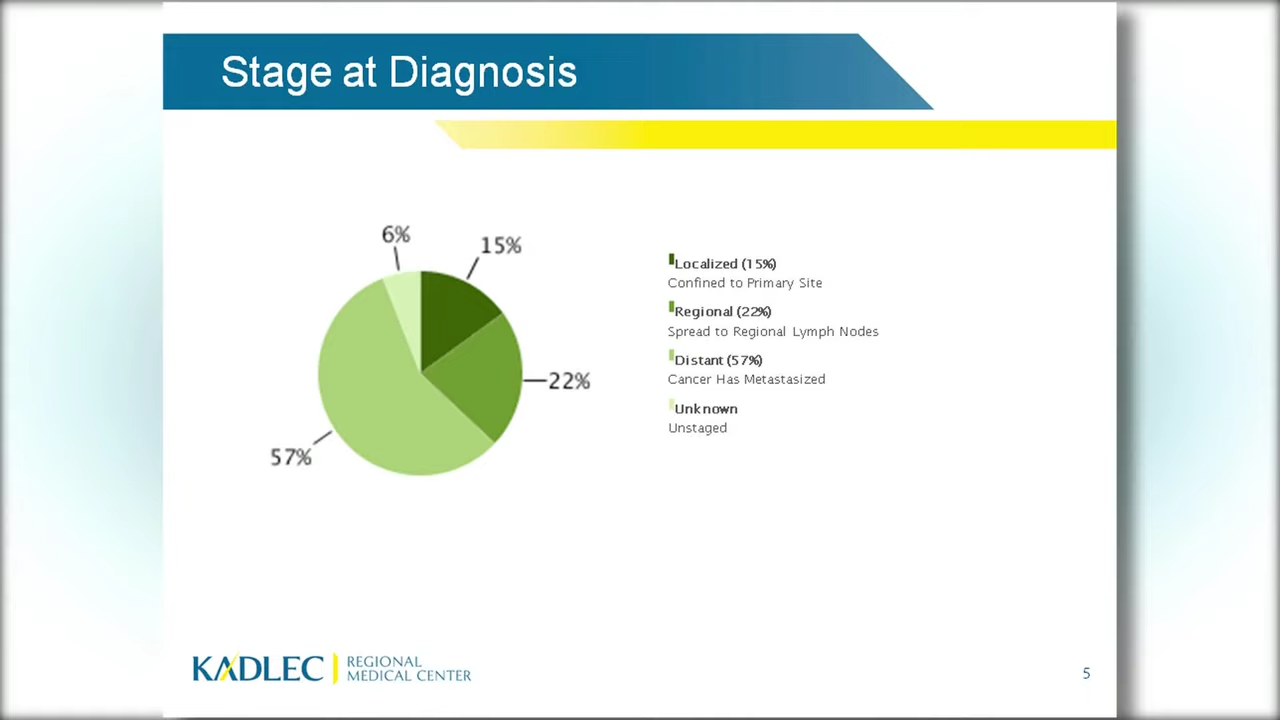 Stage at Diagnosis
6%
15%
22%
57%
Localized (15%)
Confined to Primary Site
Regional (22%)
Spread to Regional Lymph Nodes
Distant (57%)
Cancer Has Metastasized
Unknown
Unstaged
KADLEC
REGIONAL
MEDICAL CENTER
5